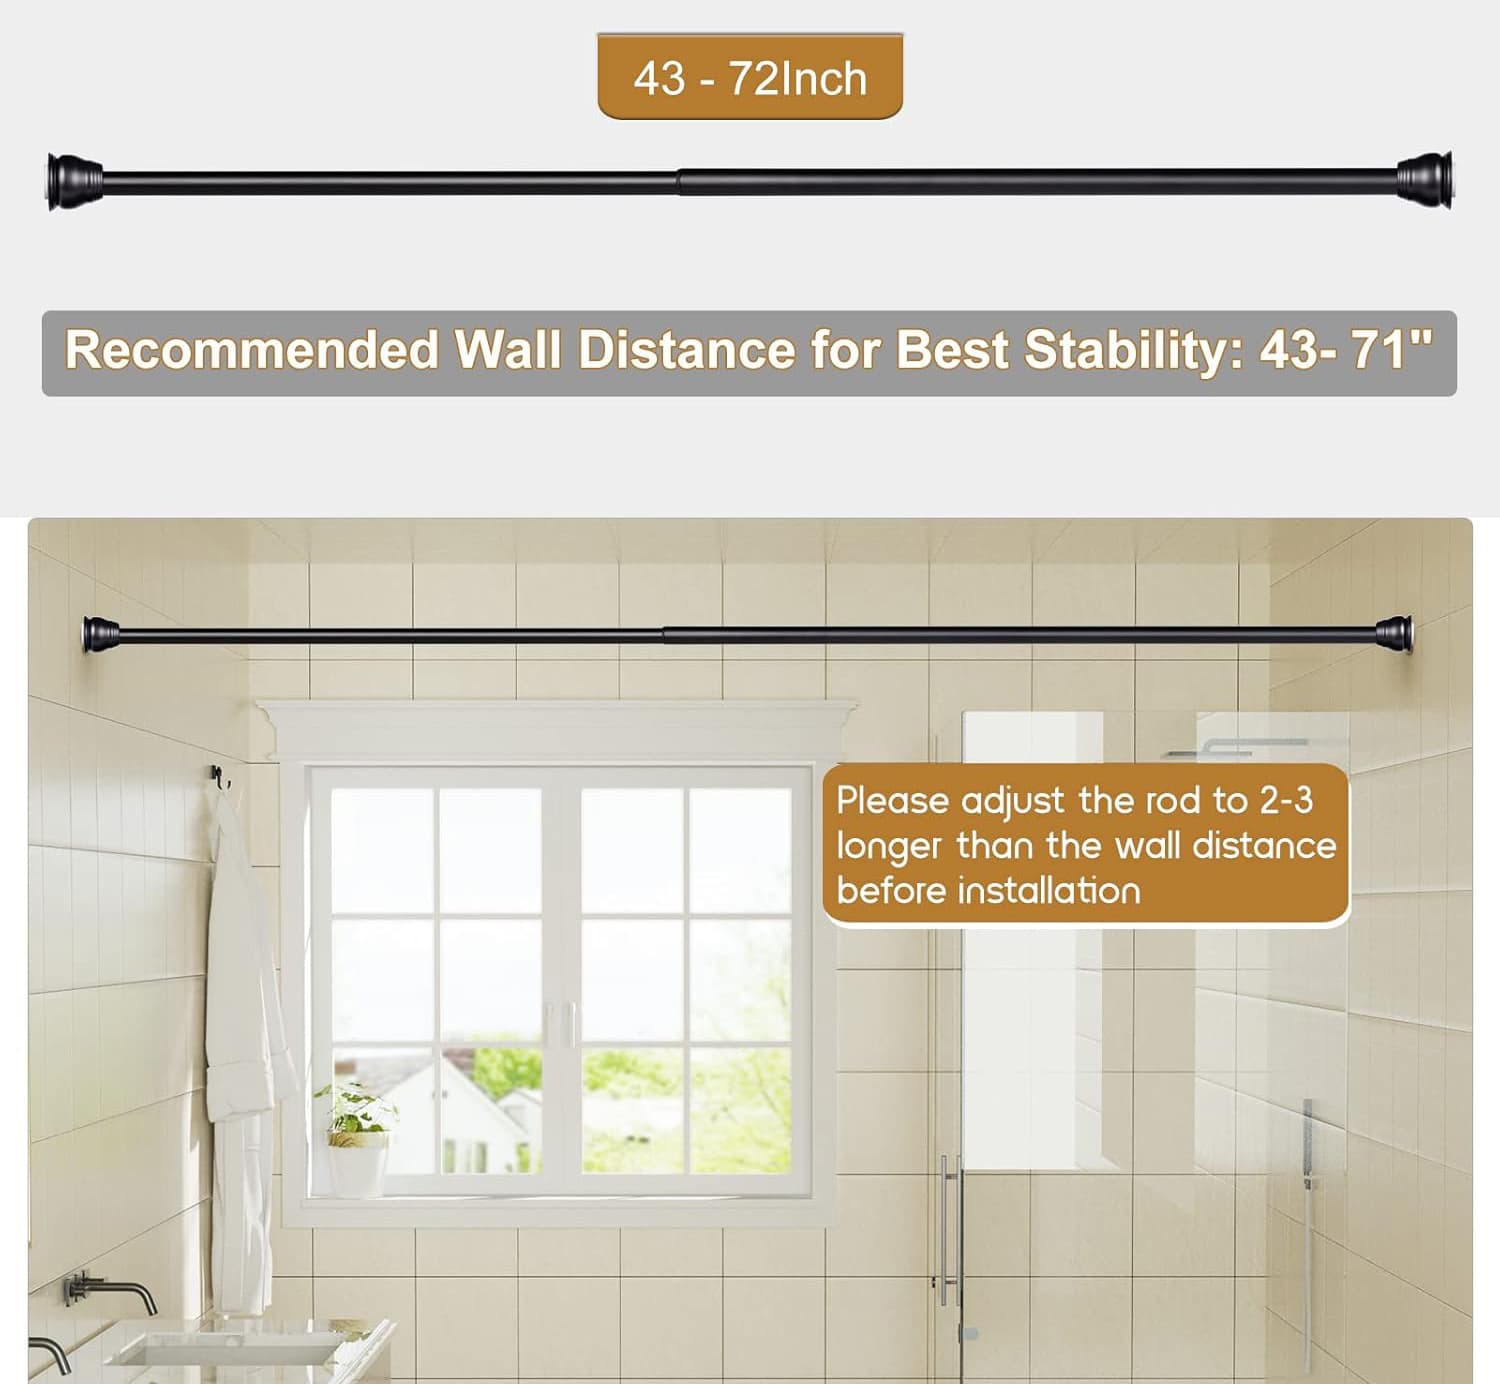 43 - 72Inch
Recommended Wall Distance for Best Stability: 43- 71"
Please adjust the rod to 2-3
longer than the wall distance
before installation